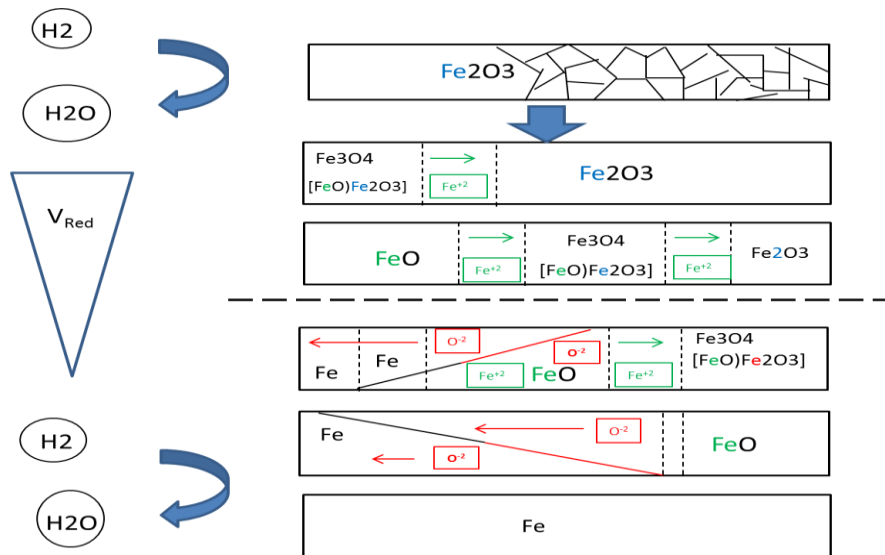 H2
H2O
V Red
H2
H2O
Fe2O3
Fe3O4
[FeO)Fe2O3]
Fe+2
Fe2O3
FeO
Fe+2
Fe3O4
[FeO)Fe2O3]
Fe+2
Fe2O3
Fe
Fe
O-2
O-2
Fe+2
FeO
Fe+2
Fe3O4
[FeO)Fe2O3]
Fe
O-2
O-2
FeO
Fe